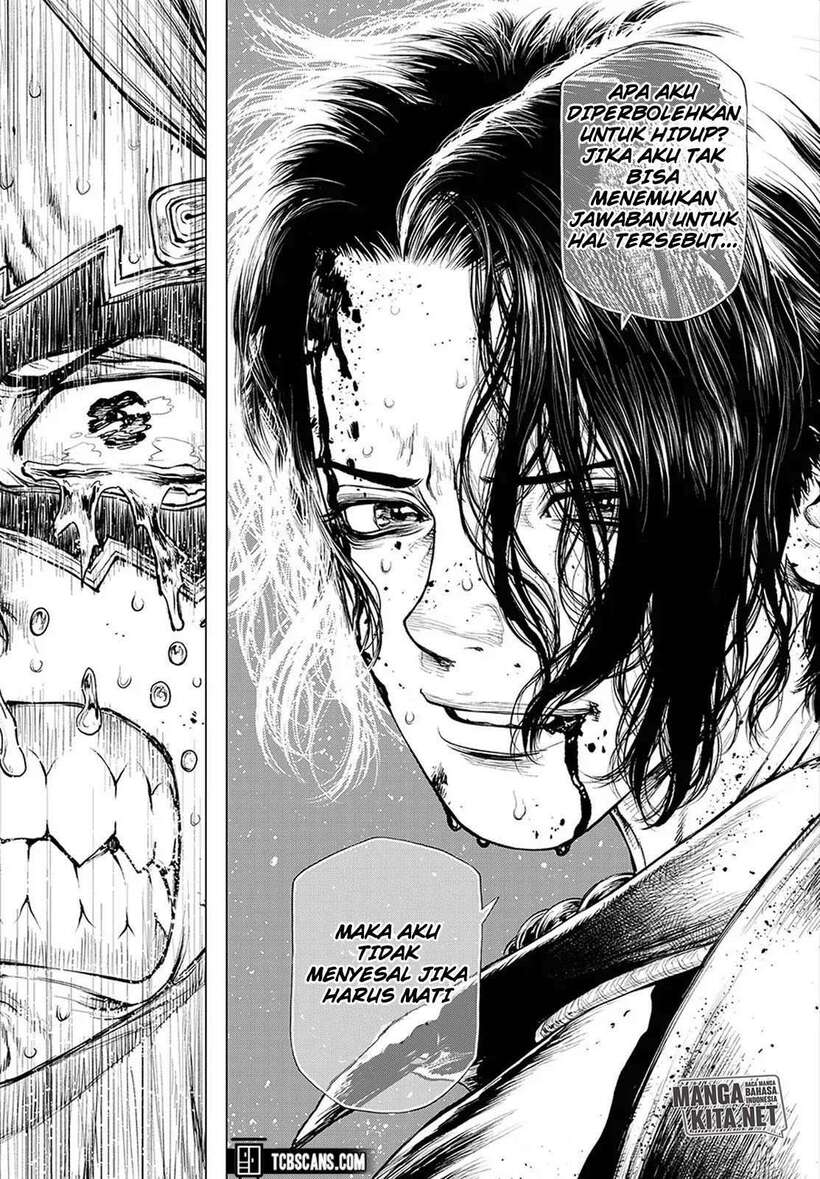 APA AKU
DIPERBOLEHKAN
UNTUK HIDUP?
JIKA AKU TAK
BISA
MENEMUKAN
JAWABAN UNTUK
HAL TERSEBUT...
MAKA AKU
TIDAK
MENYESAL JIKA
HARUS MATI
MANGA
BACA MANGA
BAHASA
INDONESIA
KITA.NET
TCBSCANS.COM